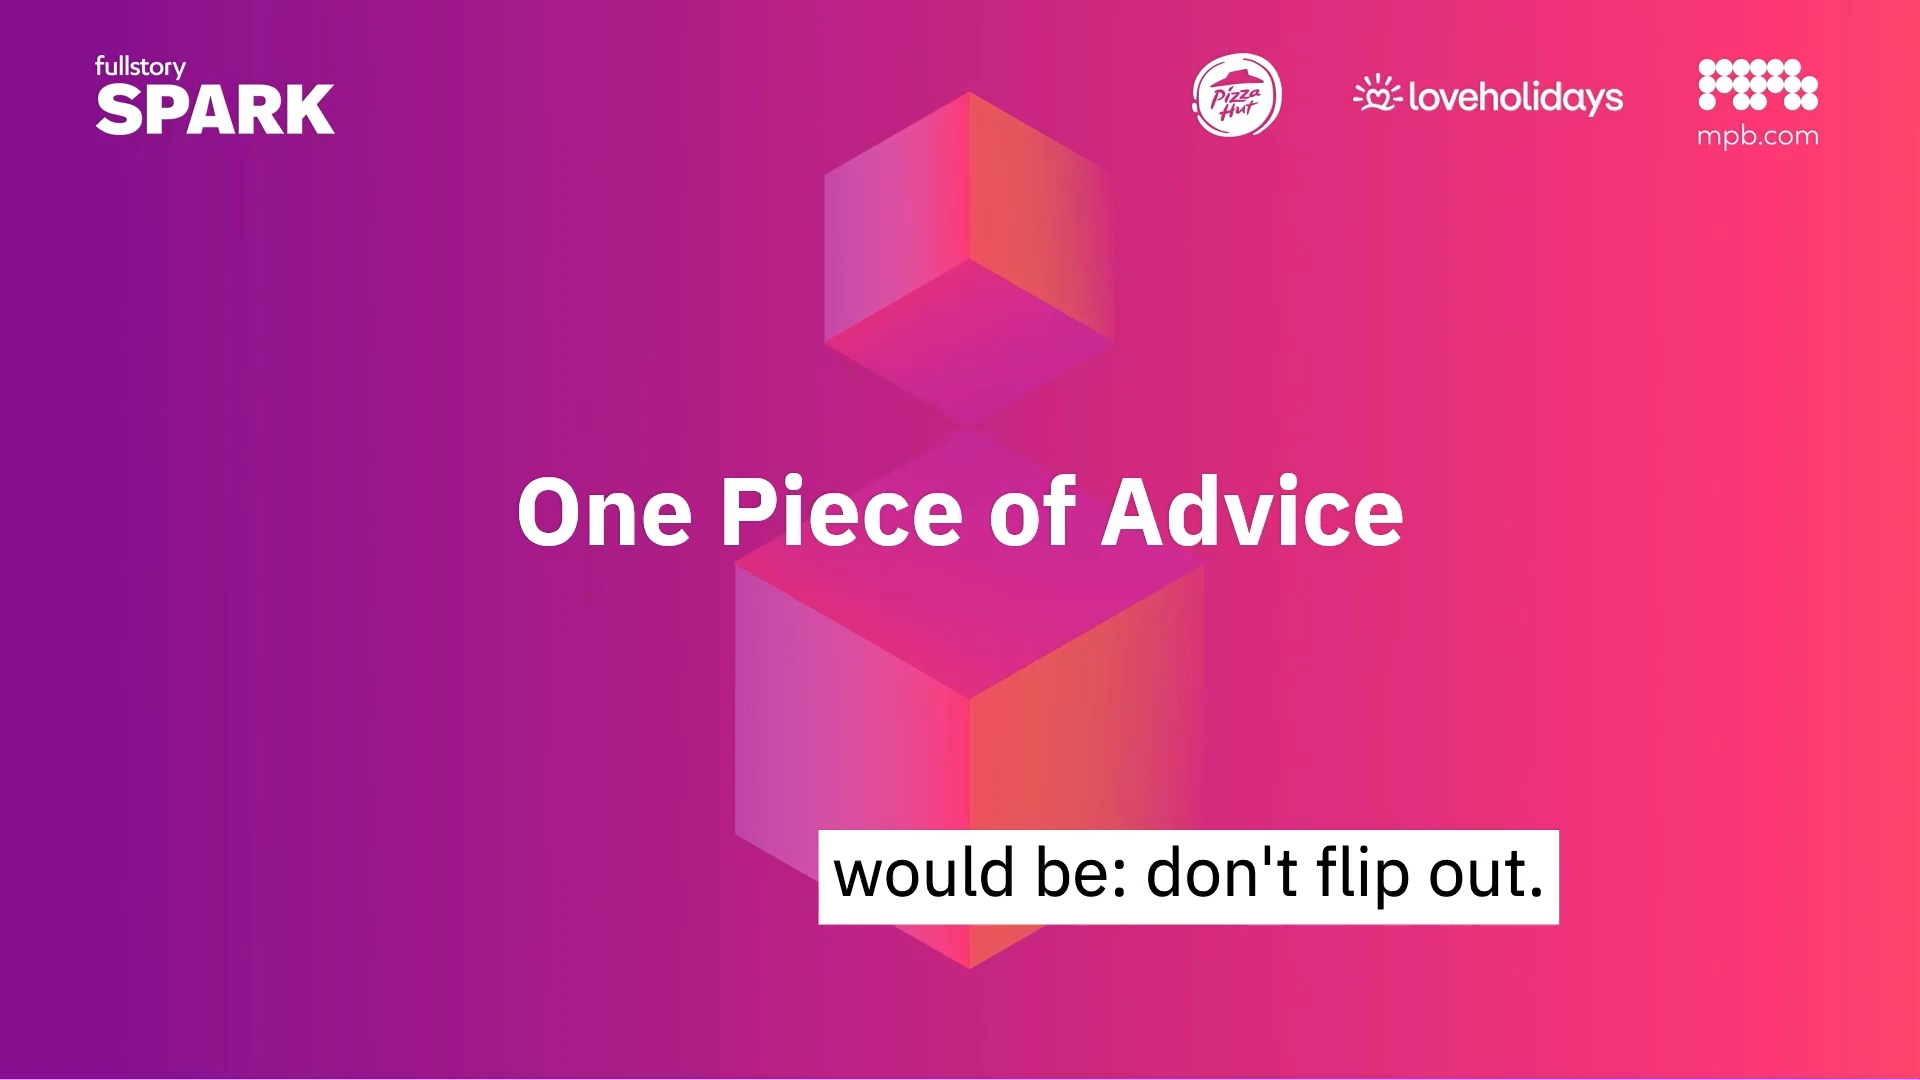 fullstory
SPARK
Pizza
Hut
loveholidays
mpb.com
One Piece of Advice
would be: don't flip out.